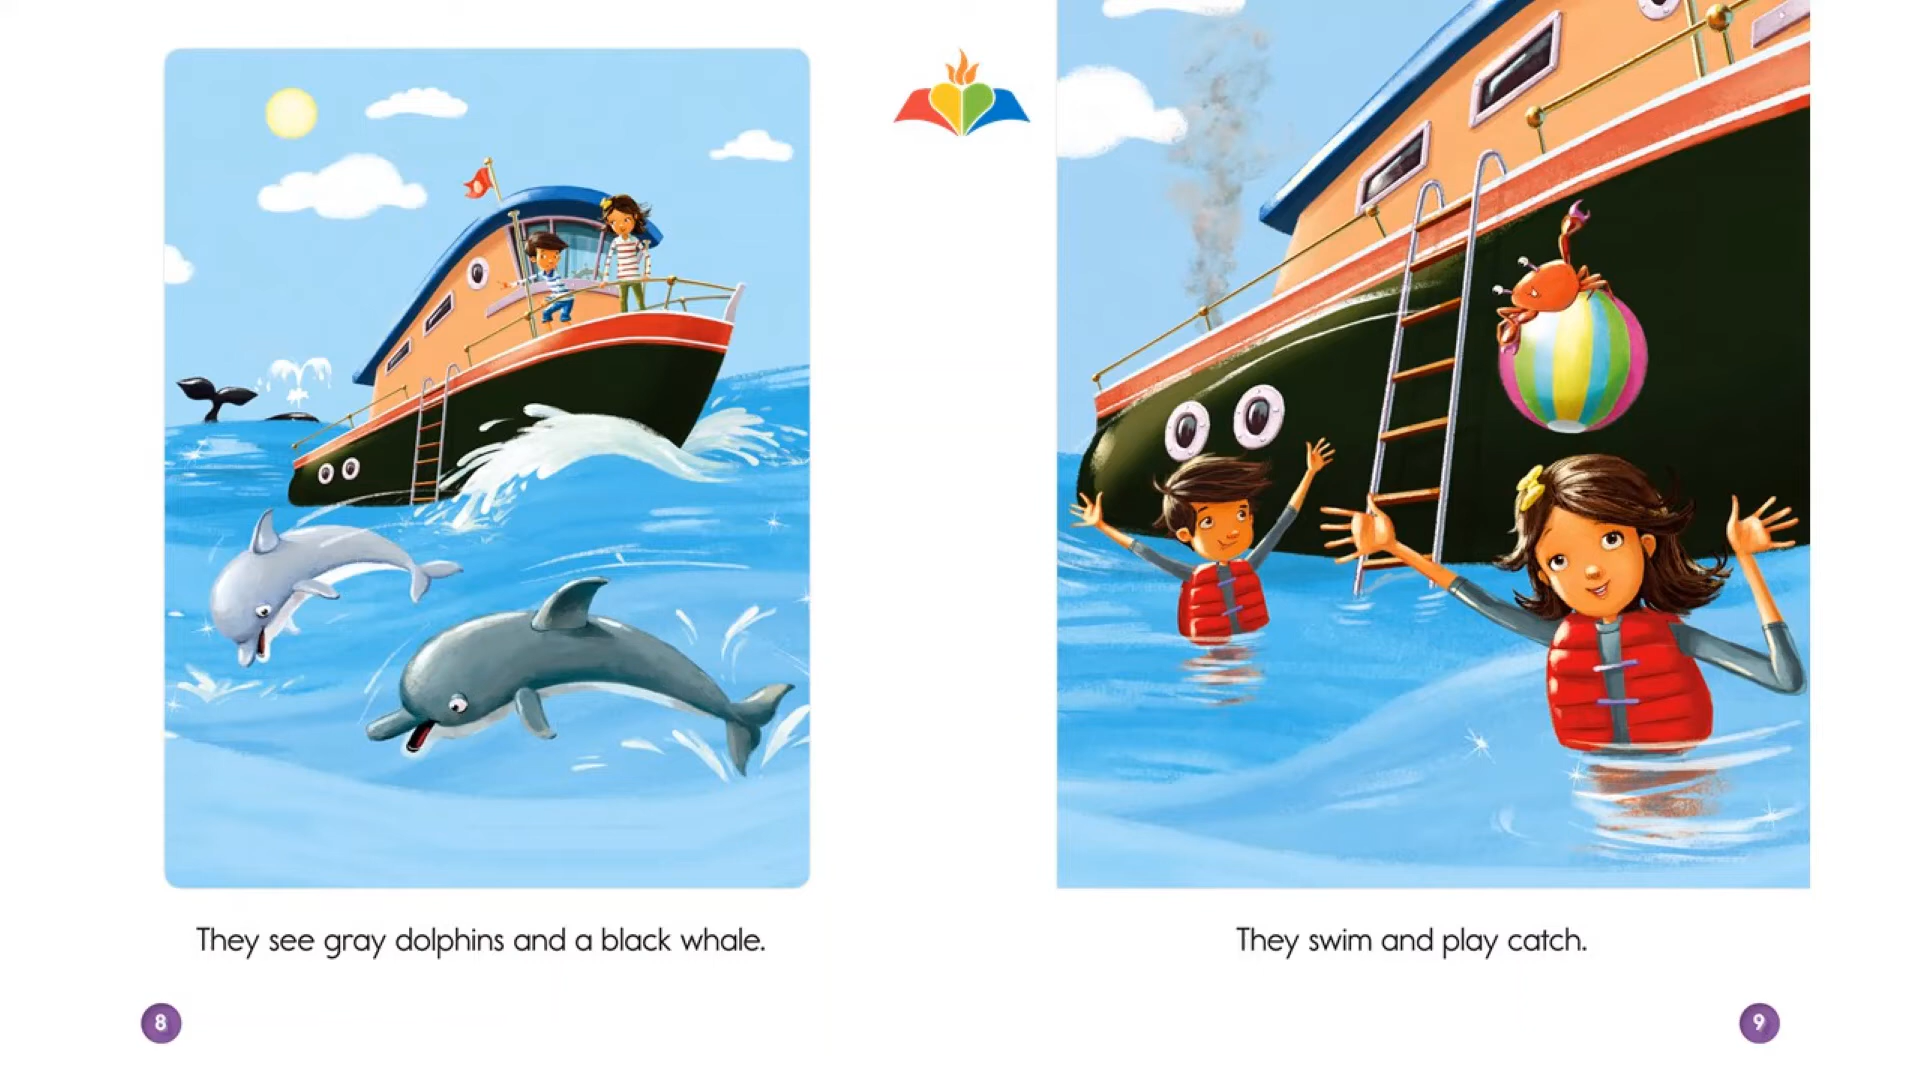 They see gray dolphins and a black whale.
They swim and play catch.
8
9